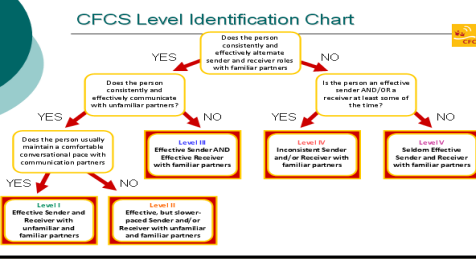 CFCS Level Identification Chart
CFC
Does the person
consistently and
effectively alternate
sender and receiver roles
with familiar partners
YES
NO
Does the person
consistently and
effectively communicate
with unfamiliar partners?
Is the person an effective
sender AND/OR a
receiver at least some of
the time?
YES
NO
YES
NO
Does the person usually
maintain a comfortable
conversational pace with
communication partners
Level III
Effective Sender AND
Effective Receiver
with familiar partners
Level IV
Inconsistent Sender
and/or Receiver with
familiar partners
Level V
Seldom Effective
Sender and Receiver
with familiar partners
YES
NO
Level I
Effective Sender and
Receiver with
unfamiliar and
familiar partners
Level II
Effective, but slower-
paced Sender and/or
Receiver with unfamiliar
and familiar partners